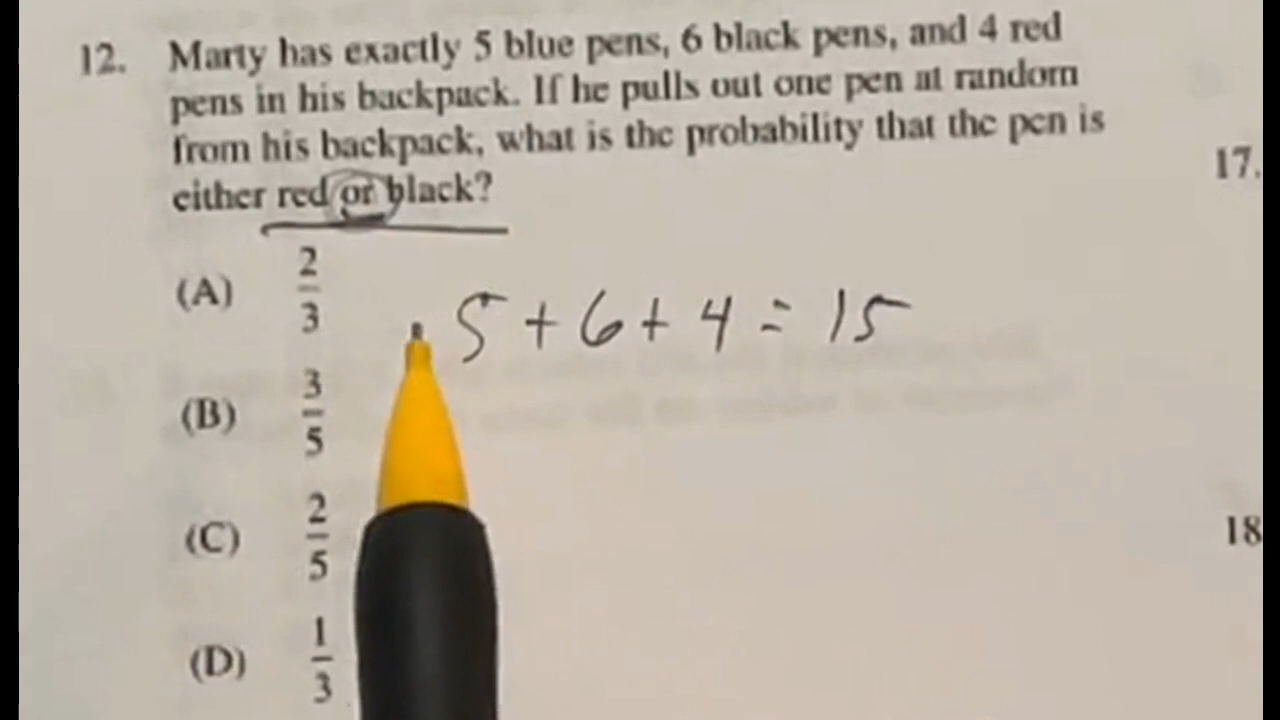 12. Marty has exactly 5 blue pens, 6 black pens, and 4 red
pens in his backpack. If he pulls out one pen at random
from his backpack, what is the probability that the pen is
either red or black?
17.
(A) 2/3
5 + 6 + 4 = 15
(B) 3/5
(C) 2/5
18
(D) 1/3